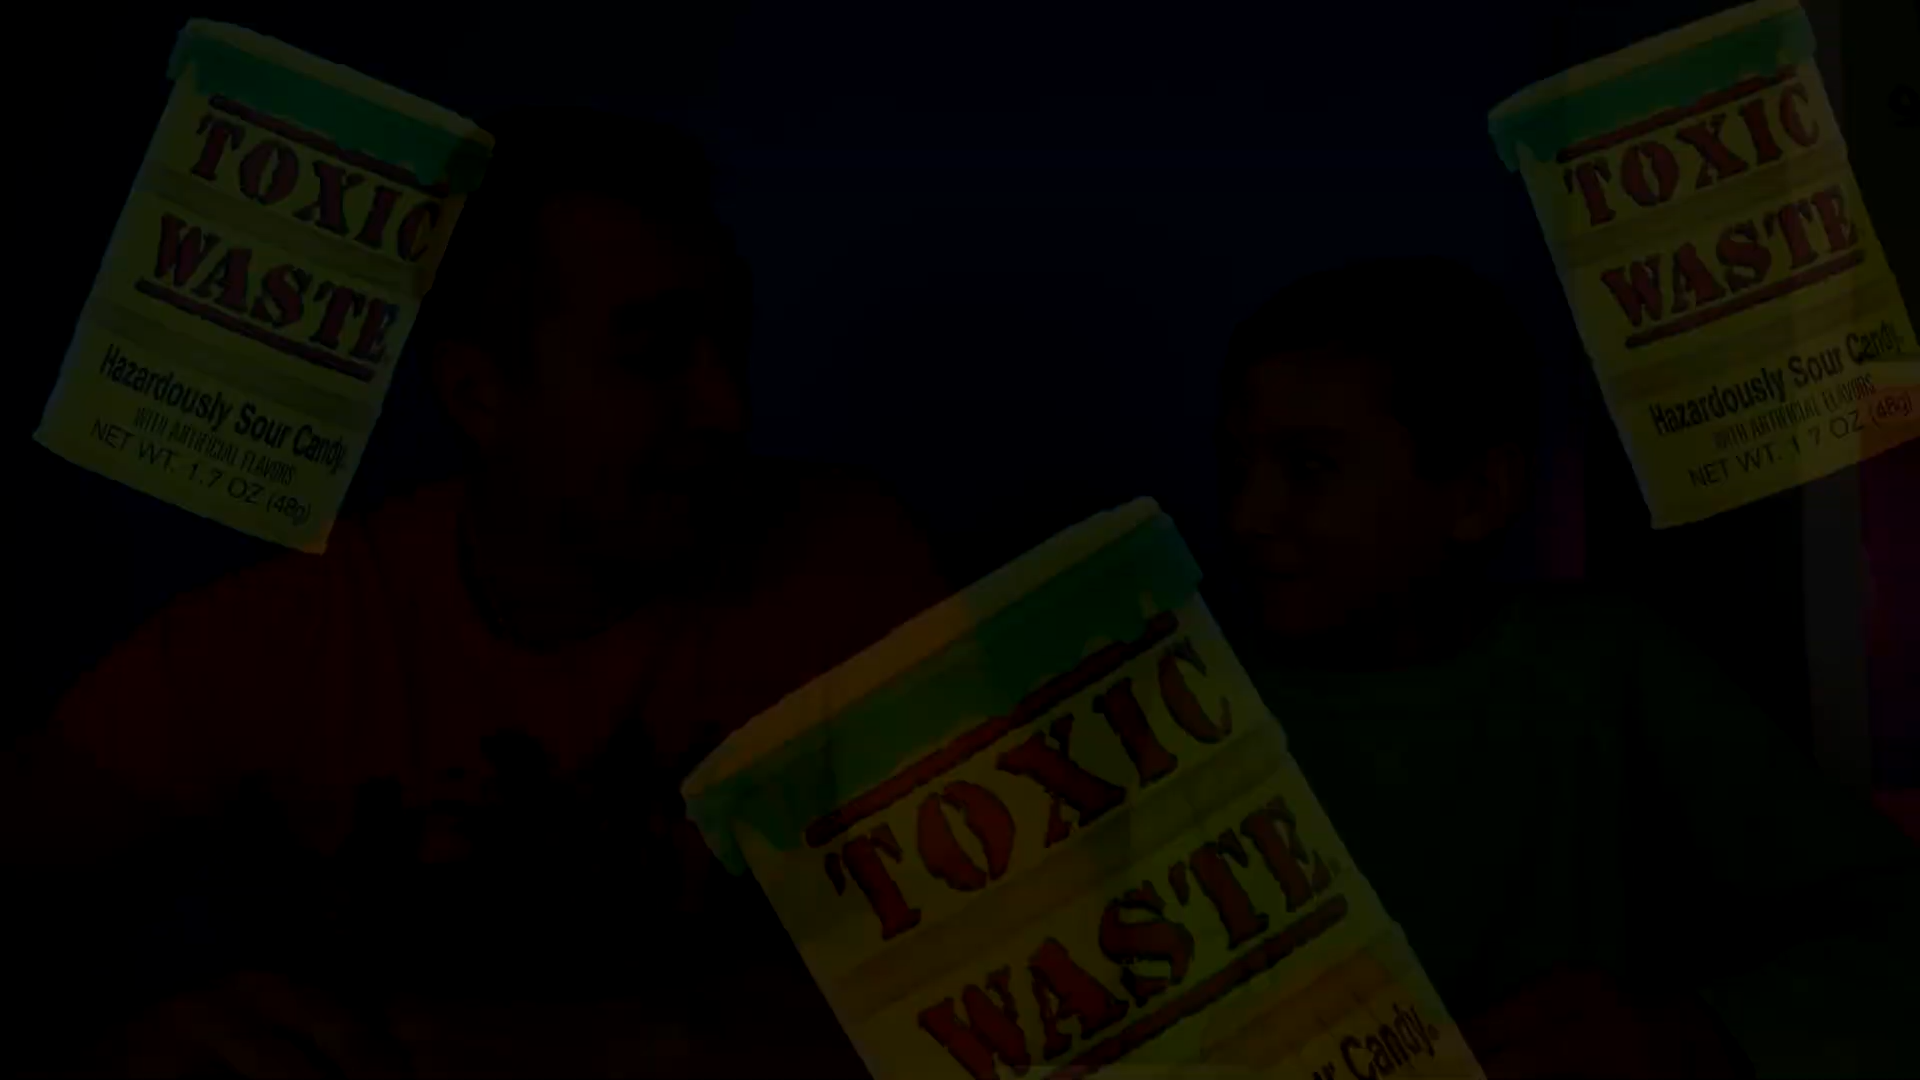 TOXIC
WASTE
Hazardously Sour Candy.
WITH ARTIFICIAL FLAVORS
NET WT. 1.7 OZ (48g)
TOXIC
WASTE
Hazardously Sour Candy.
WITH ARTIFICIAL FLAVORS
NET WT. 1.7 OZ (48g)
TOXIC
WASTE®
ur Candy®